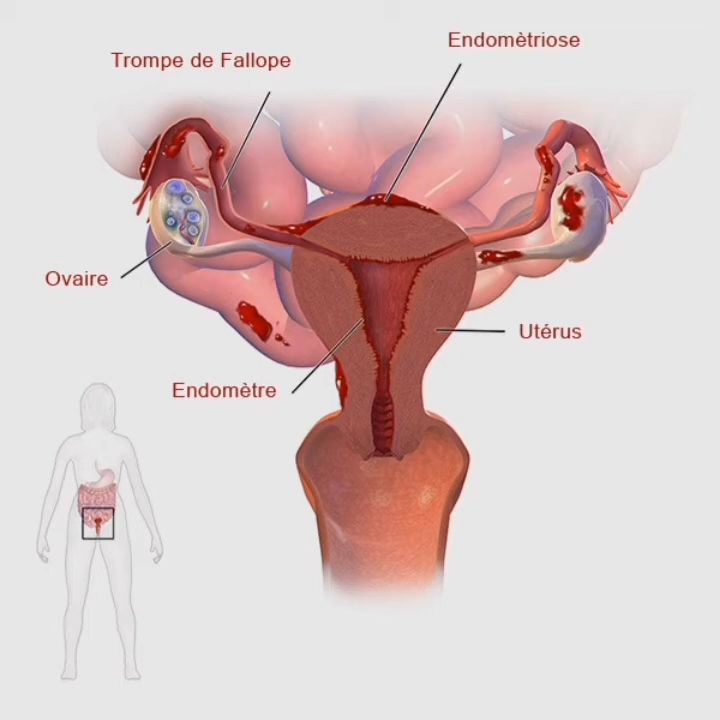 Endomètriose
Trompe de Fallope
Ovaire
Utérus
Endomètre